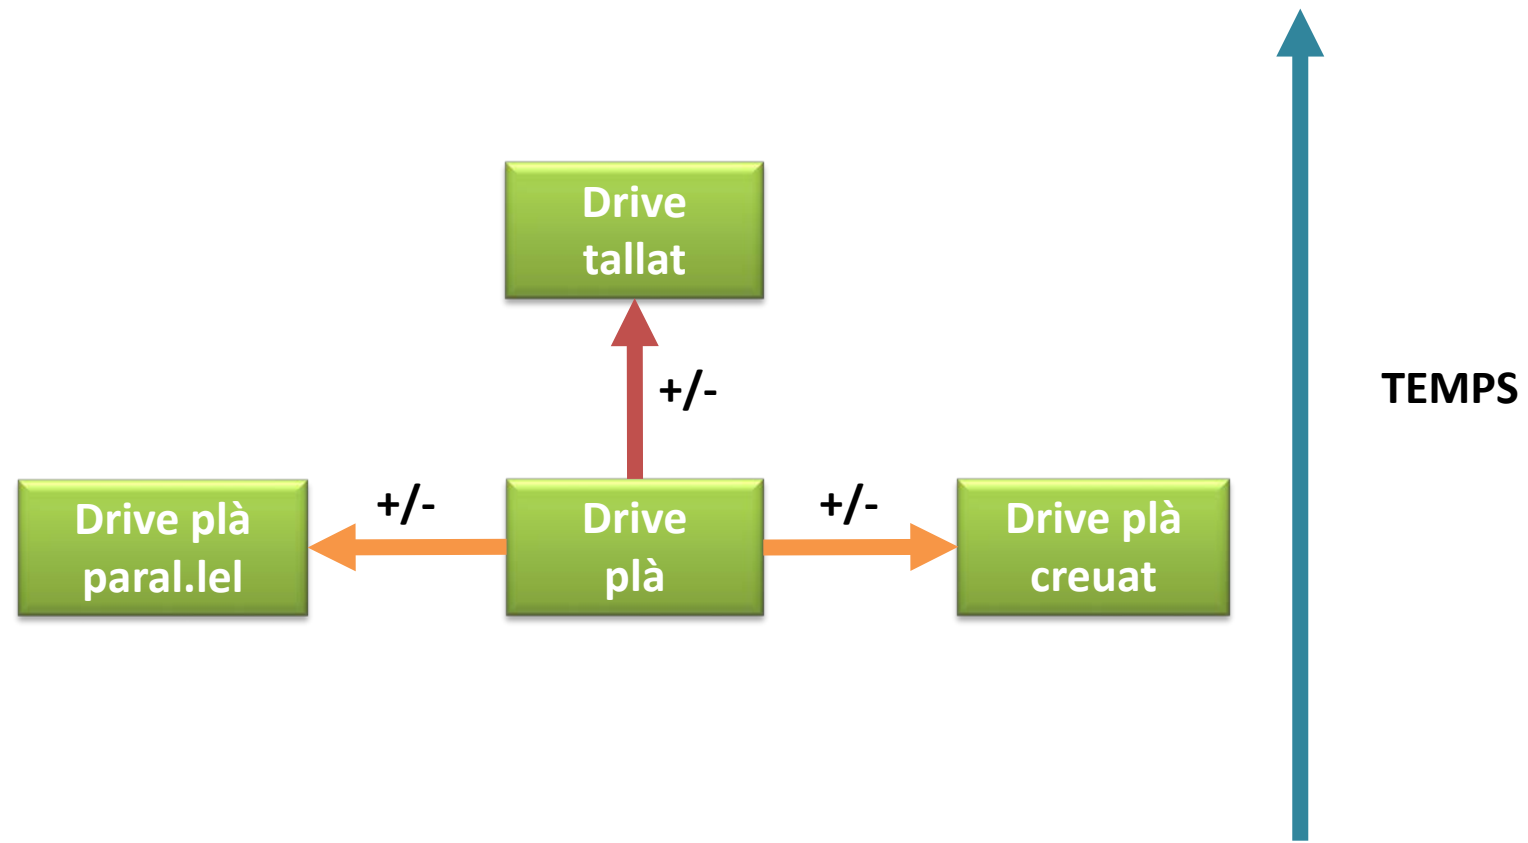 Drive
tallat
+/-
TEMPS
+/-
+/-
Drive plà
paral.lel
Drive
plà
Drive plà
creuat